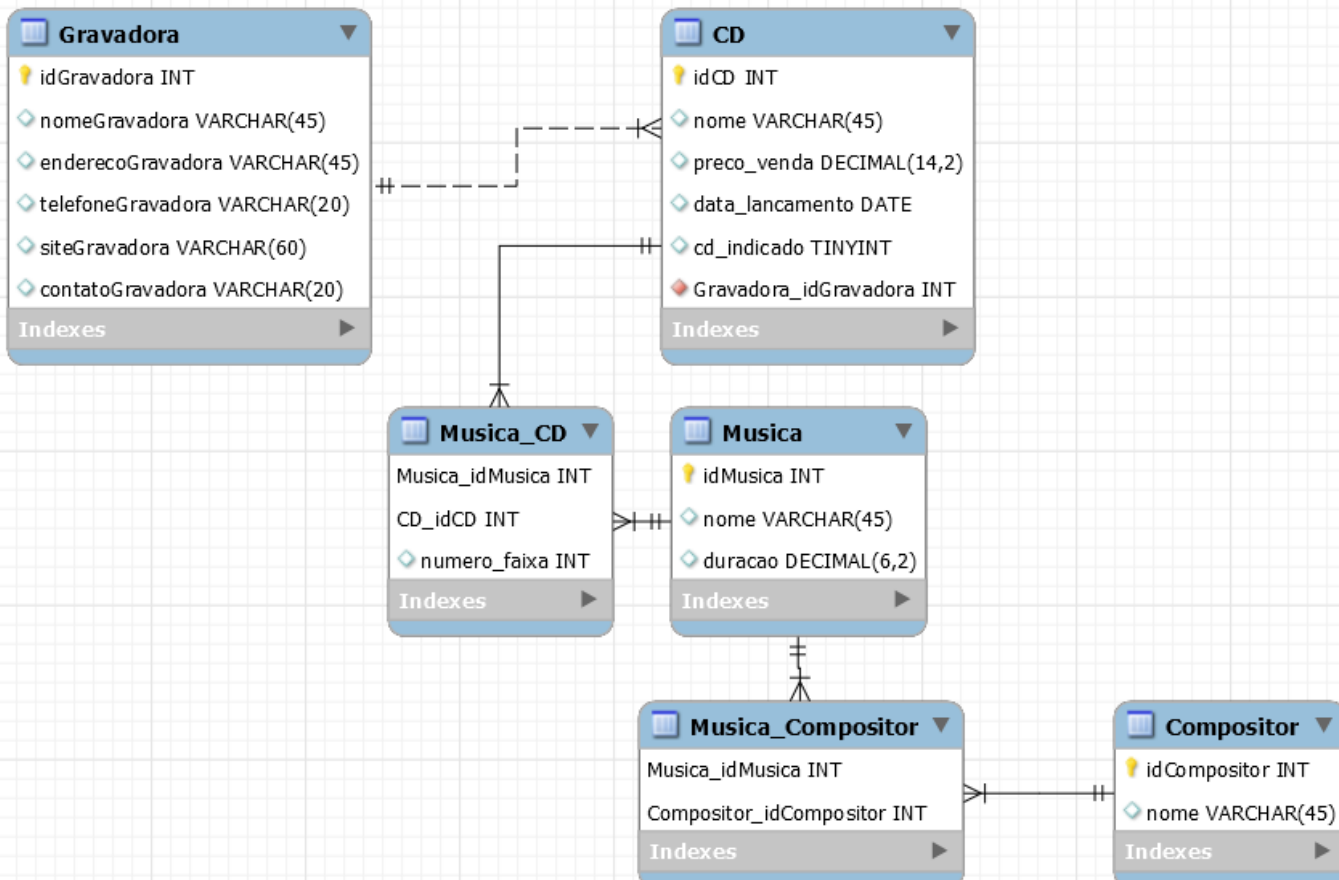 Gravadora
idGravadora INT
nomeGravadora VARCHAR(45)
enderecoGravadora VARCHAR(45)
telefoneGravadora VARCHAR(20)
siteGravadora VARCHAR(60)
contatoGravadora VARCHAR(20)
Indexes
CD
idCD INT
nome VARCHAR(45)
preco_venda DECIMAL(14,2)
data_lancamento DATE
cd_indicado TINYINT
Gravadora_idGravadora INT
Indexes
Musica_CD
Musica_idMusica INT
CD_idCD INT
numero_faixa INT
Indexes
Musica
idMusica INT
nome VARCHAR(45)
duracao DECIMAL(6,2)
Indexes
Musica_Compositor
Musica_idMusica INT
Compositor_idCompositor INT
Indexes
Compositor
idCompositor INT
nome VARCHAR(45)
Indexes